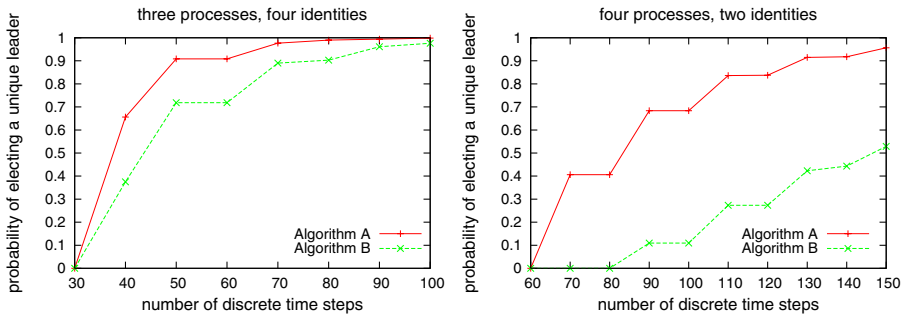 three processes, four identities
probability of electing a unique leader
1
0.9
0.8
0.7
0.6
0.5
0.4
0.3
0.2
0.1
0
Algorithm A
Algorithm B
30 40 50 60 70 80 90 100
number of discrete time steps
four processes, two identities
probability of electing a unique leader
1
0.9
0.8
0.7
0.6
0.5
0.4
0.3
0.2
0.1
0
Algorithm A
Algorithm B
60 70 80 90 100 110 120 130 140 150
number of discrete time steps